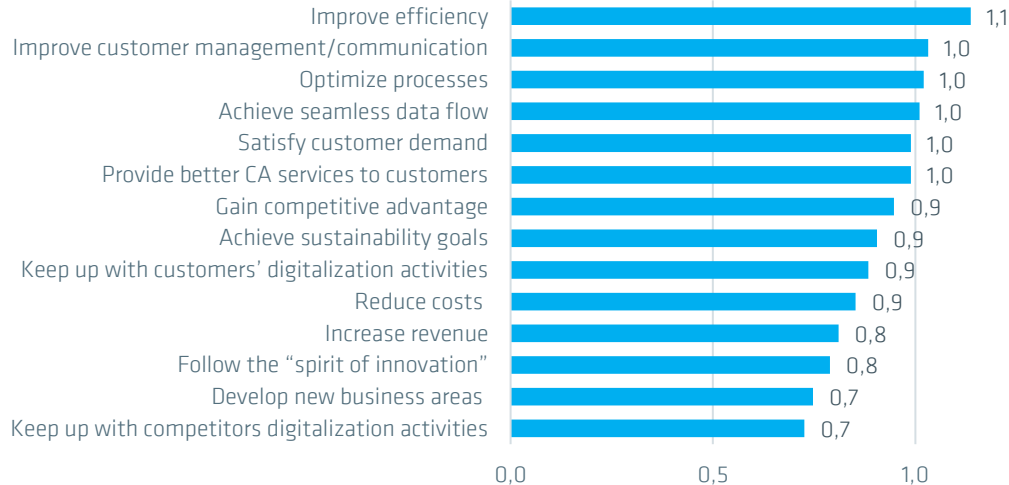 Improve efficiency 1,1
Improve customer management/communication 1,0
Optimize processes 1,0
Achieve seamless data flow 1,0
Satisfy customer demand 1,0
Provide better CA services to customers 1,0
Gain competitive advantage 0,9
Achieve sustainability goals 0,9
Keep up with customers’ digitalization activities 0,9
Reduce costs 0,9
Increase revenue 0,8
Follow the “spirit of innovation” 0,8
Develop new business areas 0,7
Keep up with competitors digitalization activities 0,7
0,0 0,5 1,0